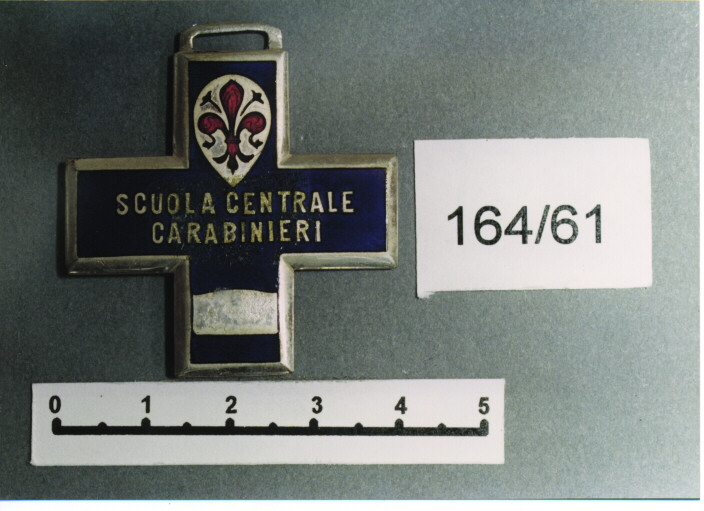 SCUOLA CENTRALE
CARABINIERI
164/61
0 1 2 3 4 5